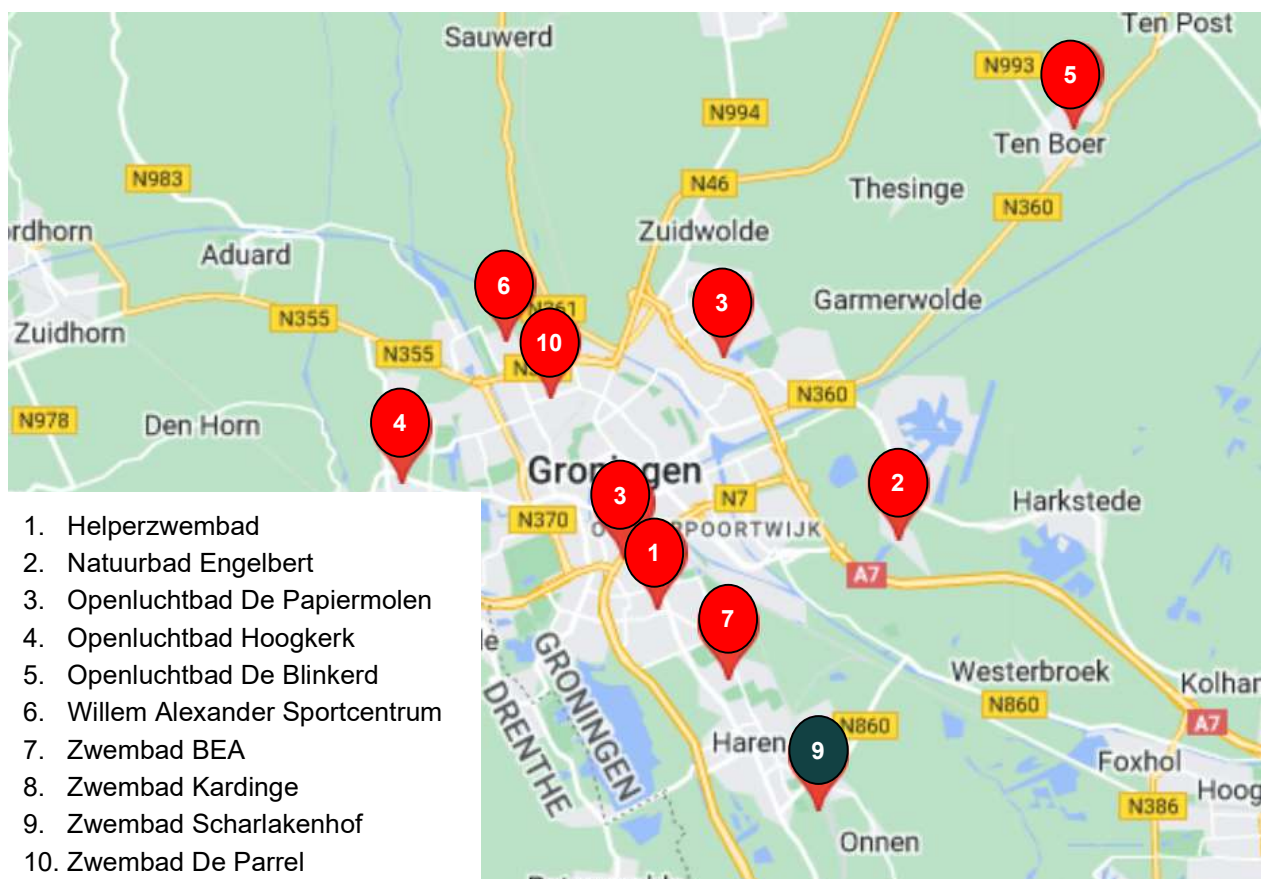 Sauwerd
Ten Post
N993
5
N994
Ten Boer
N983
N46
Thesinge
N360
rdhorn
Zuidwolde
Aduard
6
3
Garmerwolde
N361
N355
Zuidhorn
10
N355
N360
4
N978
Den Horn
Groningen
2
3
N7
Harkstede
N370
POORTWIJK
1
A7
7
GRONINGEN
DRENTHE
Westerbroek
Kolhar
N860
A7
Haren
N860
9
Foxhol
Hoog
N386
Onnen
1. Helperzwembad
2. Natuurbad Engelbert
3. Openluchtbad De Papiermolen
4. Openluchtbad Hoogkerk
5. Openluchtbad De Blinkerd
6. Willem Alexander Sportcentrum
7. Zwembad BEA
8. Zwembad Kardinge
9. Zwembad Scharlakenhof
10. Zwembad De Parrel